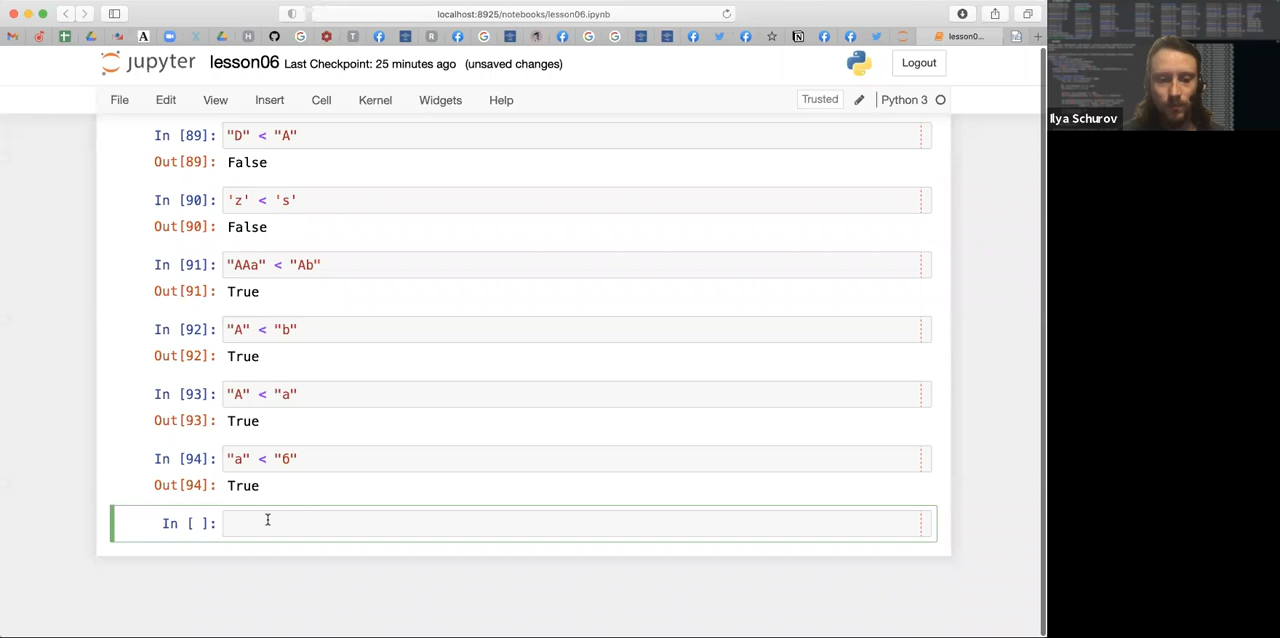 localhost:8925/notebooks/lesson06.ipynb
lesson0...
jupyter lesson06 Last Checkpoint: 25 minutes ago (unsaved changes)
Logout
File Edit View Insert Cell Kernel Widgets Help
Trusted Python 3
Ilya Schurov
In [89]: "D" < "A"
Out[89]: False
In [90]: 'z' < 's'
Out[90]: False
In [91]: "AAa" < "Ab"
Out[91]: True
In [92]: "A" < "b"
Out[92]: True
In [93]: "A" < "a"
Out[93]: True
In [94]: "а" < "б"
Out[94]: True
In [ ]: